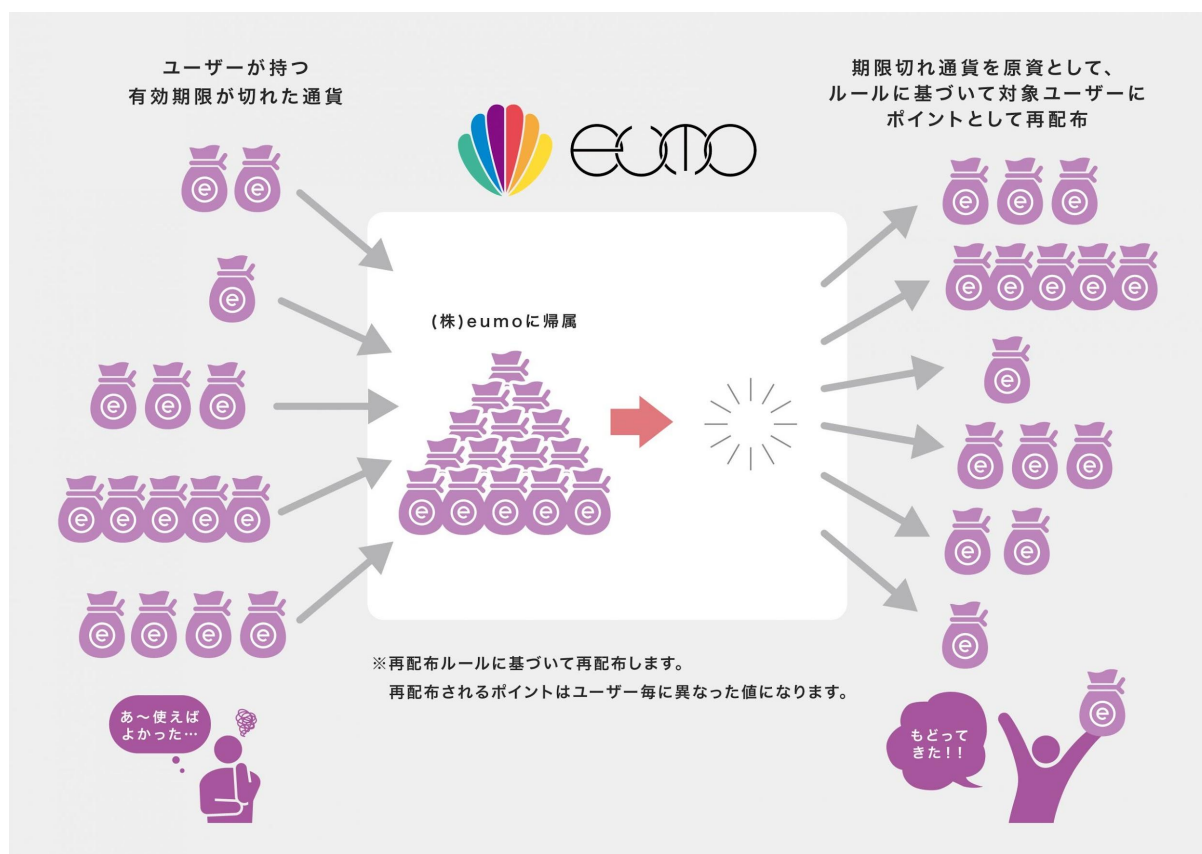 ユーザーが持つ
有効期限が切れた通貨
eumo
期限切れ通貨を原資として、
ルールに基づいて対象ユーザーに
ポイントとして再配布
(株)eumoに帰属
e e
e e e
e
e e e e e
e e e
e
e e e e e
e e e e e
e e e
e e
e e e e
e
※再配布ルールに基づいて再配布します。
再配布されるポイントはユーザー毎に異なった値になります。
あ〜使えば
よかった…
もどって
きた!!
e